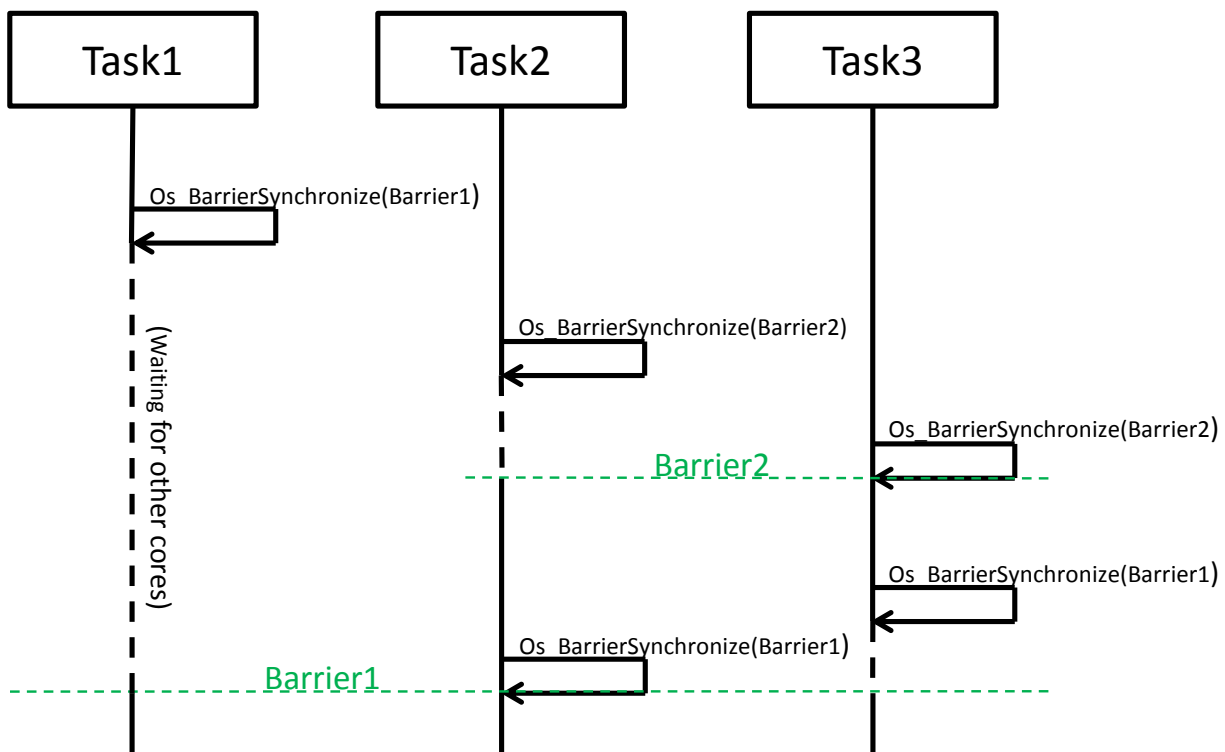 Task1
Task2
Task3
Os_BarrierSynchronize(Barrier1)
Os_BarrierSynchronize(Barrier2)
(Waiting for other cores)
Os_BarrierSynchronize(Barrier2)
Barrier2
Os_BarrierSynchronize(Barrier1)
Os_BarrierSynchronize(Barrier1)
Barrier1